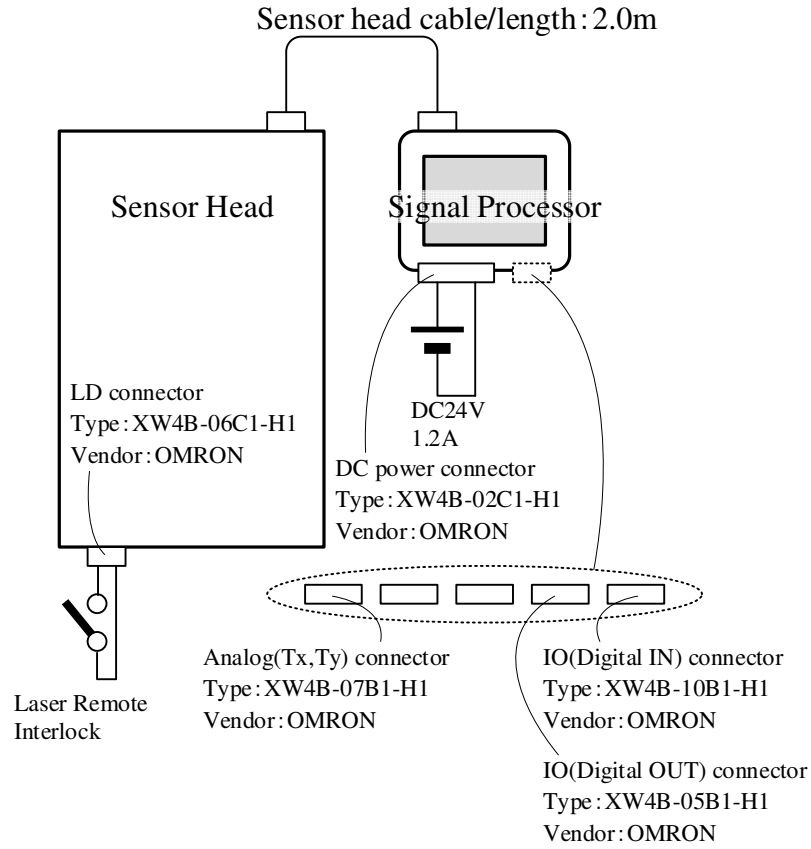 Sensor head cable/length:2.0m
Sensor Head
Signal Processor
LD connector
Type:XW4B-06C1-H1
Vendor:OMRON
DC24V
1.2A
DC power connector
Type:XW4B-02C1-H1
Vendor:OMRON
Laser Remote
Interlock
Analog(Tx,Ty) connector
Type:XW4B-07B1-H1
Vendor:OMRON
IO(Digital IN) connector
Type:XW4B-10B1-H1
Vendor:OMRON
IO(Digital OUT) connector
Type:XW4B-05B1-H1
Vendor:OMRON